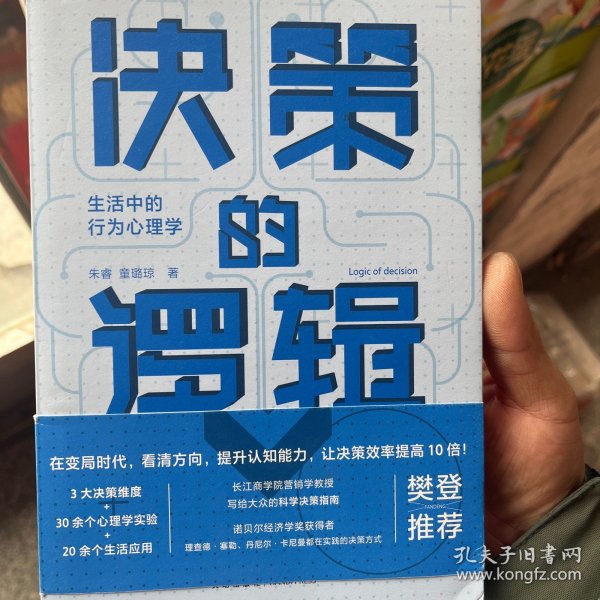 决策
的
逻辑
生活中的
行为心理学
朱睿 童璐琼 著
Logic of decision
在变局时代，看清方向，提升认知能力，让决策效率提高10倍！
3大决策维度
+
30余个心理学实验
+
20余个生活应用
长江商学院营销学教授
写给大众的科学决策指南
诺贝尔经济学奖获得者
理查德·塞勒、丹尼尔·卡尼曼都在实践的决策方式
樊登
FANDENG
推荐
孔夫子旧书网
www.kongfz.com